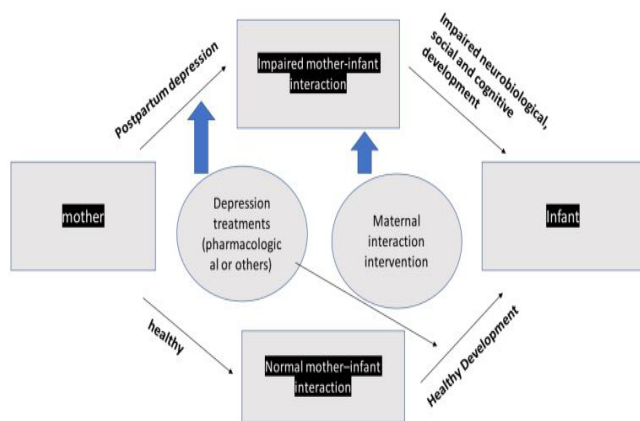 Impaired mother-infant
interaction
Postpartum depression
Impaired neurobiological,
social and cognitive
development
mother
Depression
treatments
(pharmacologic
al or others)
Maternal
interaction
intervention
Infant
healthy
Normal mother–infant
interaction
Healthy Development